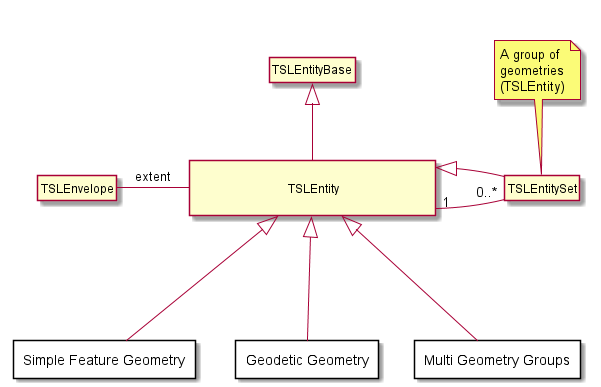 A group of
geometries
(TSLEntity)
TSLEntityBase
TSLEnvelope
extent
TSLEntity
0..*
1
TSLEntitySet
Simple Feature Geometry
Geodetic Geometry
Multi Geometry Groups